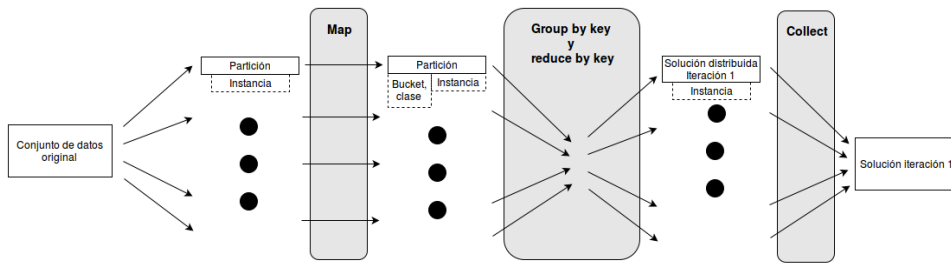 Map
Group by key
y
reduce by key
Collect
Conjunto de datos
original
Partición
Instancia
Partición
Bucket,
clase
Instancia
Solución distribuida
Iteración 1
Instancia
Solución iteración 1